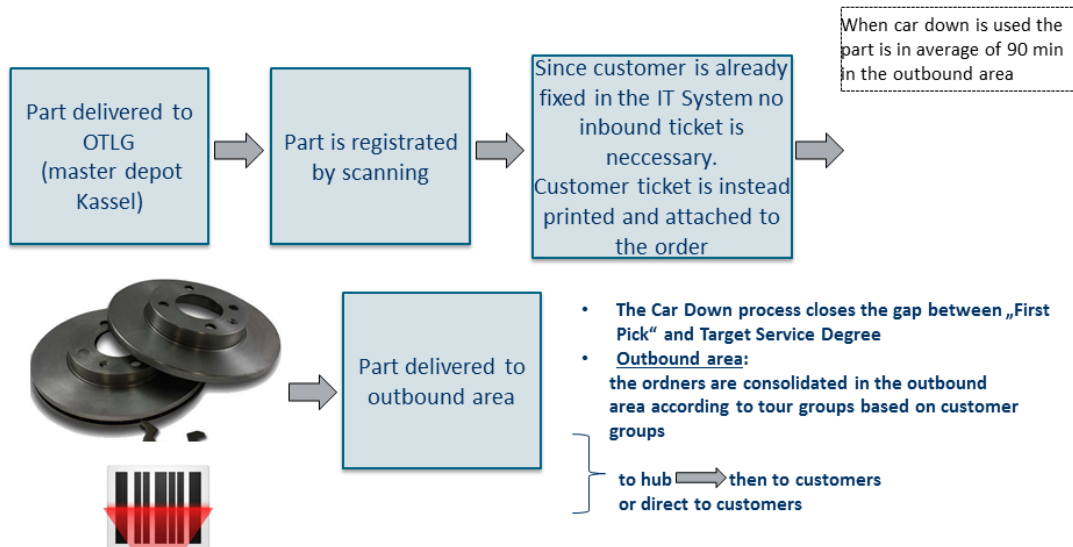 When car down is used the
part is in average of 90 min
in the outbound area
Part delivered to
OTLG
(master depot
Kassel)
Part is registrated
by scanning
Since customer is already
fixed in the IT System no
inbound ticket is
neccessary.
Customer ticket is instead
printed and attached to
the order
Part delivered to
outbound area
• The Car Down process closes the gap between „First
Pick“ and Target Service Degree
• Outbound area:
the ordners are consolidated in the outbound
area according to tour groups based on customer
groups
to hub then to customers
or direct to customers